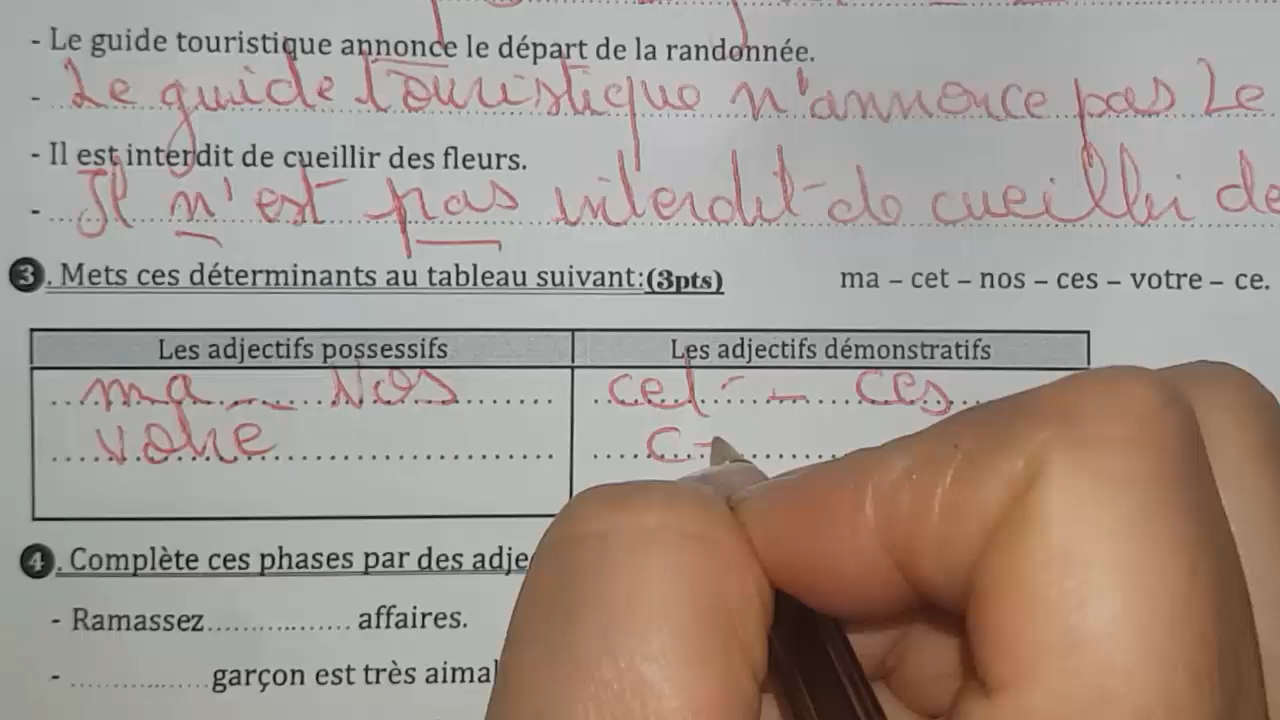 - Le guide touristique annonce le départ de la randonnée.
- Le guide touristique n'annonce pas Le
- Il est interdit de cueillir des fleurs.
- Il n'est pas interdit de cueillir de
3. Mets ces déterminants au tableau suivant:(3pts) ma – cet – nos – ces – votre – ce.
Les adjectifs possessifs Les adjectifs démonstratifs
ma _ Nos cet - ces
votre c
4. Complète ces phases par des adje
- Ramassez................ affaires.
- ...............garçon est très aima